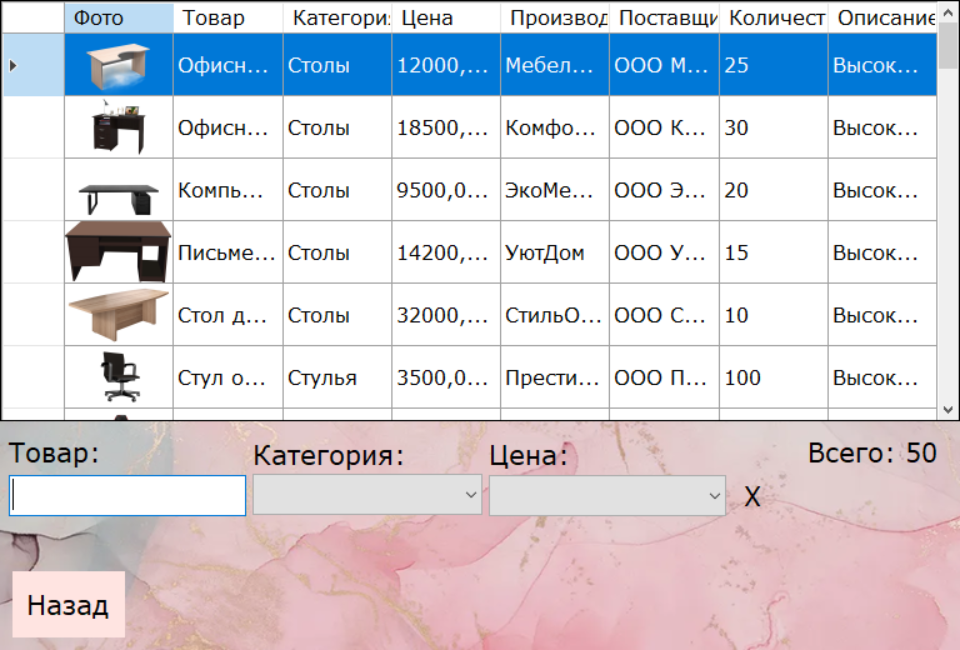 Фото Товар Категори: Цена Производ Поставщи Количест Описание
Офисн... Столы 12000,... Мебел... ООО М... 25 Высок...
Офисн... Столы 18500,... Комфо... ООО К... 30 Высок...
Компь... Столы 9500,0... ЭкоМе... ООО Э... 20 Высок...
Письме... Столы 14200,... УютДом ООО У... 15 Высок...
Стол д... Столы 32000,... СтильО... ООО С... 10 Высок...
Стул о... Стулья 3500,0... Прести... ООО П... 100 Высок...
Товар: Категория: Цена: Всего: 50
X
Назад